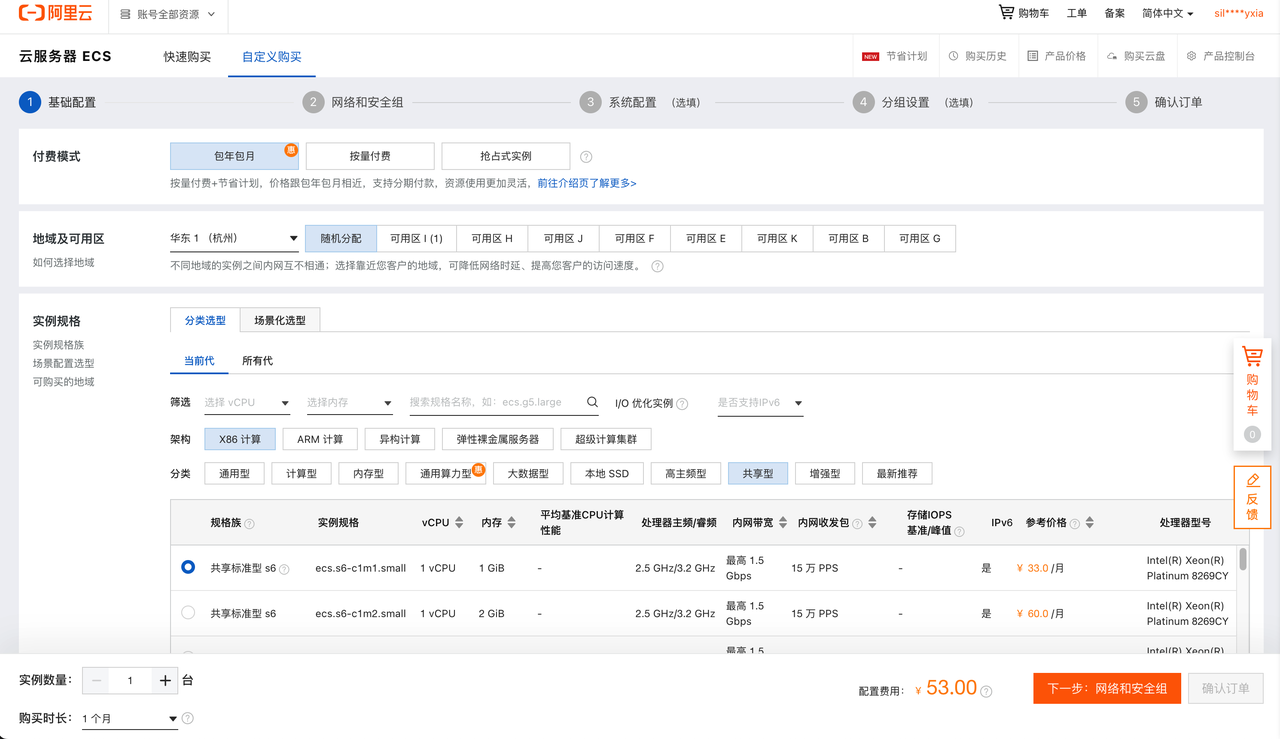 阿里云 账号全部资源 购物车 工单 备案 简体中文 sil****yxia
云服务器 ECS 快速购买 自定义购买 NEW 节省计划 购买历史 产品价格 购买云盘 产品控制台
1 基础配置 2 网络和安全组 3 系统配置 (选填) 4 分组设置 (选填) 5 确认订单
付费模式 包年包月 惠 按量付费 抢占式实例 ?
按量付费+节省计划，价格跟包年包月相近，支持分期付款，资源使用更加灵活，前往介绍页了解更多>
地域及可用区 华东 1 （杭州） 随机分配 可用区 I (1) 可用区 H 可用区 J 可用区 F 可用区 E 可用区 K 可用区 B 可用区 G
如何选择地域
不同地域的实例之间内网互不相通；选择靠近您客户的地域，可降低网络时延、提高您客户的访问速度。 ?
实例规格 分类选型 场景化选型
实例规格族
场景配置选型
可购买的地域
当前代 所有代
筛选 选择 vCPU 选择内存 搜索规格名称，如：ecs.g5.large I/O 优化实例 ? 是否支持IPv6
架构 X86 计算 ARM 计算 异构计算 弹性裸金属服务器 超级计算集群
分类 通用型 计算型 内存型 通用算力型 惠 大数据型 本地 SSD 高主频型 共享型 增强型 最新推荐
规格族 ? 实例规格 vCPU 内存 平均基准CPU计算性能 处理器主频/睿频 内网带宽 内网收发包 ? 存储IOPS 基准/峰值 ? IPv6 参考价格 ? 处理器型号
共享标准型 s6 ? ecs.s6-c1m1.small 1 vCPU 1 GiB - 2.5 GHz/3.2 GHz 最高 1.5 Gbps 15 万 PPS - 是 ¥ 33.0 /月 Intel(R) Xeon(R) Platinum 8269CY
共享标准型 s6 ecs.s6-c1m2.small 1 vCPU 2 GiB - 2.5 GHz/3.2 GHz 最高 1.5 Gbps 15 万 PPS - 是 ¥ 60.0 /月 Intel(R) Xeon(R) Platinum 8269CY
最高 1.5 Intel(R) Xeon(R)
购物车
0
反馈
实例数量： 1 台
配置费用： ¥ 53.00 ? 下一步：网络和安全组 确认订单
购买时长： 1 个月 ?